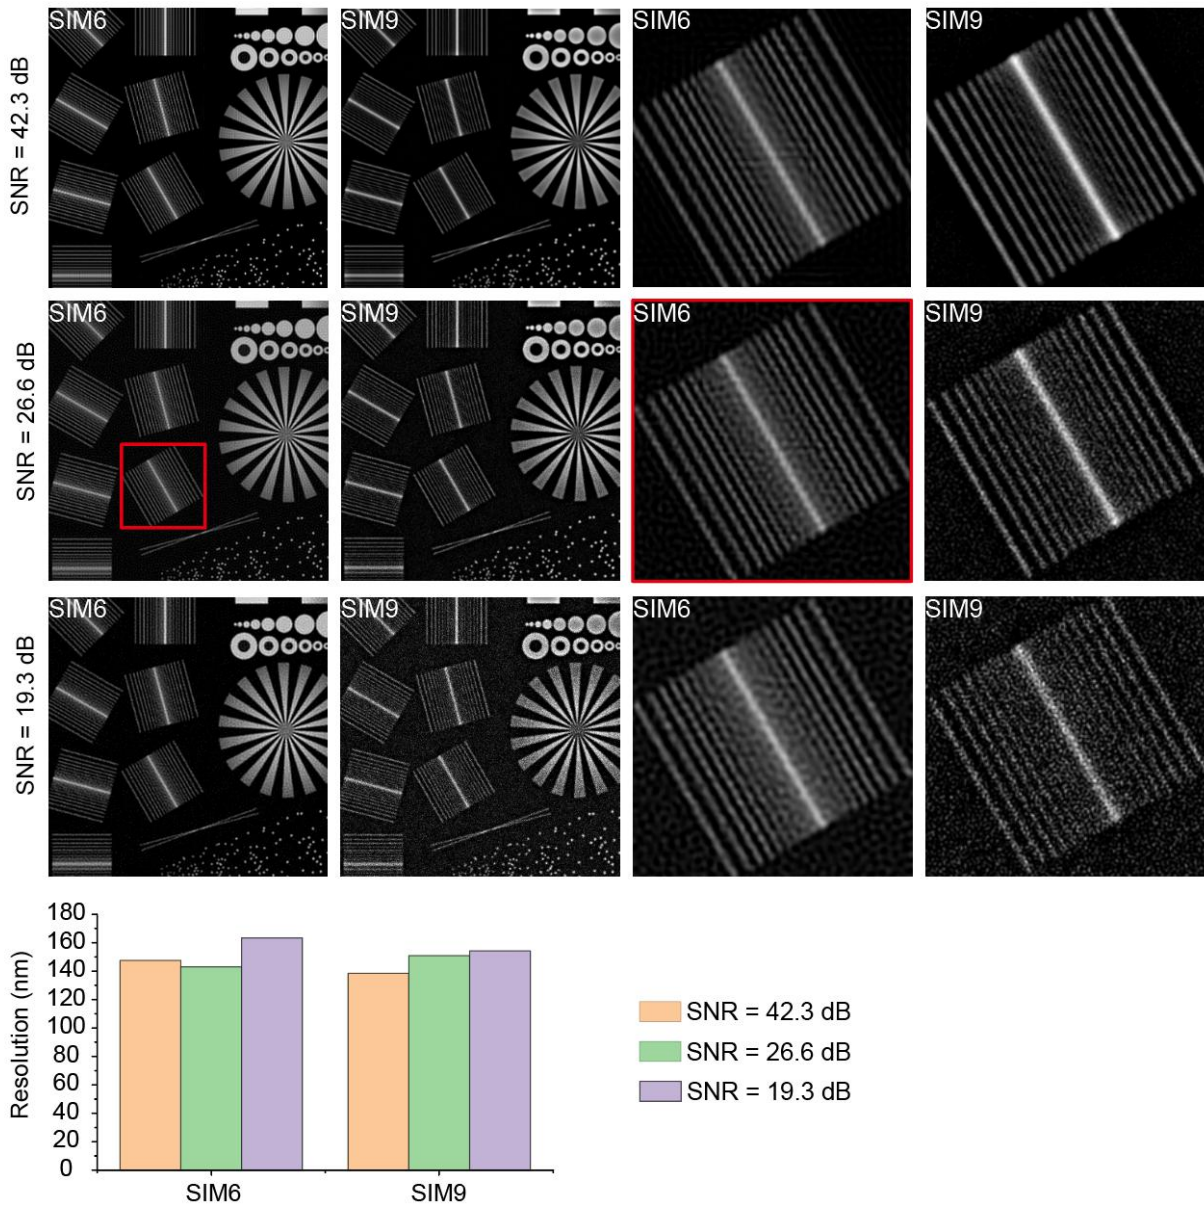 SNR = 42.3 dB
SIM6
SIM9
SIM6
SIM9
SNR = 26.6 dB
SIM6
SIM9
SIM6
SIM9
SNR = 19.3 dB
SIM6
SIM9
SIM6
SIM9
Resolution (nm)
180
160
140
120
100
80
60
40
20
0
SIM6
SIM9
SNR = 42.3 dB
SNR = 26.6 dB
SNR = 19.3 dB